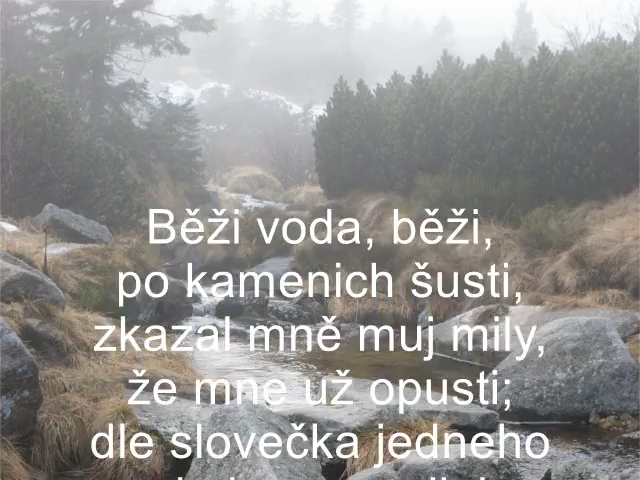 Běži voda, běži,
po kamenich šusti,
zkazal mně muj mily,
že mne už opusti;
dle slovečka jedneho